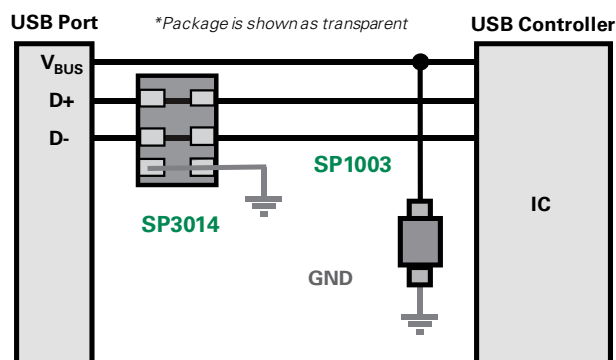 USB Port
*Package is shown as transparent
USB Controller
VBUS
D+
D-
SP1003
SP3014
IC
GND